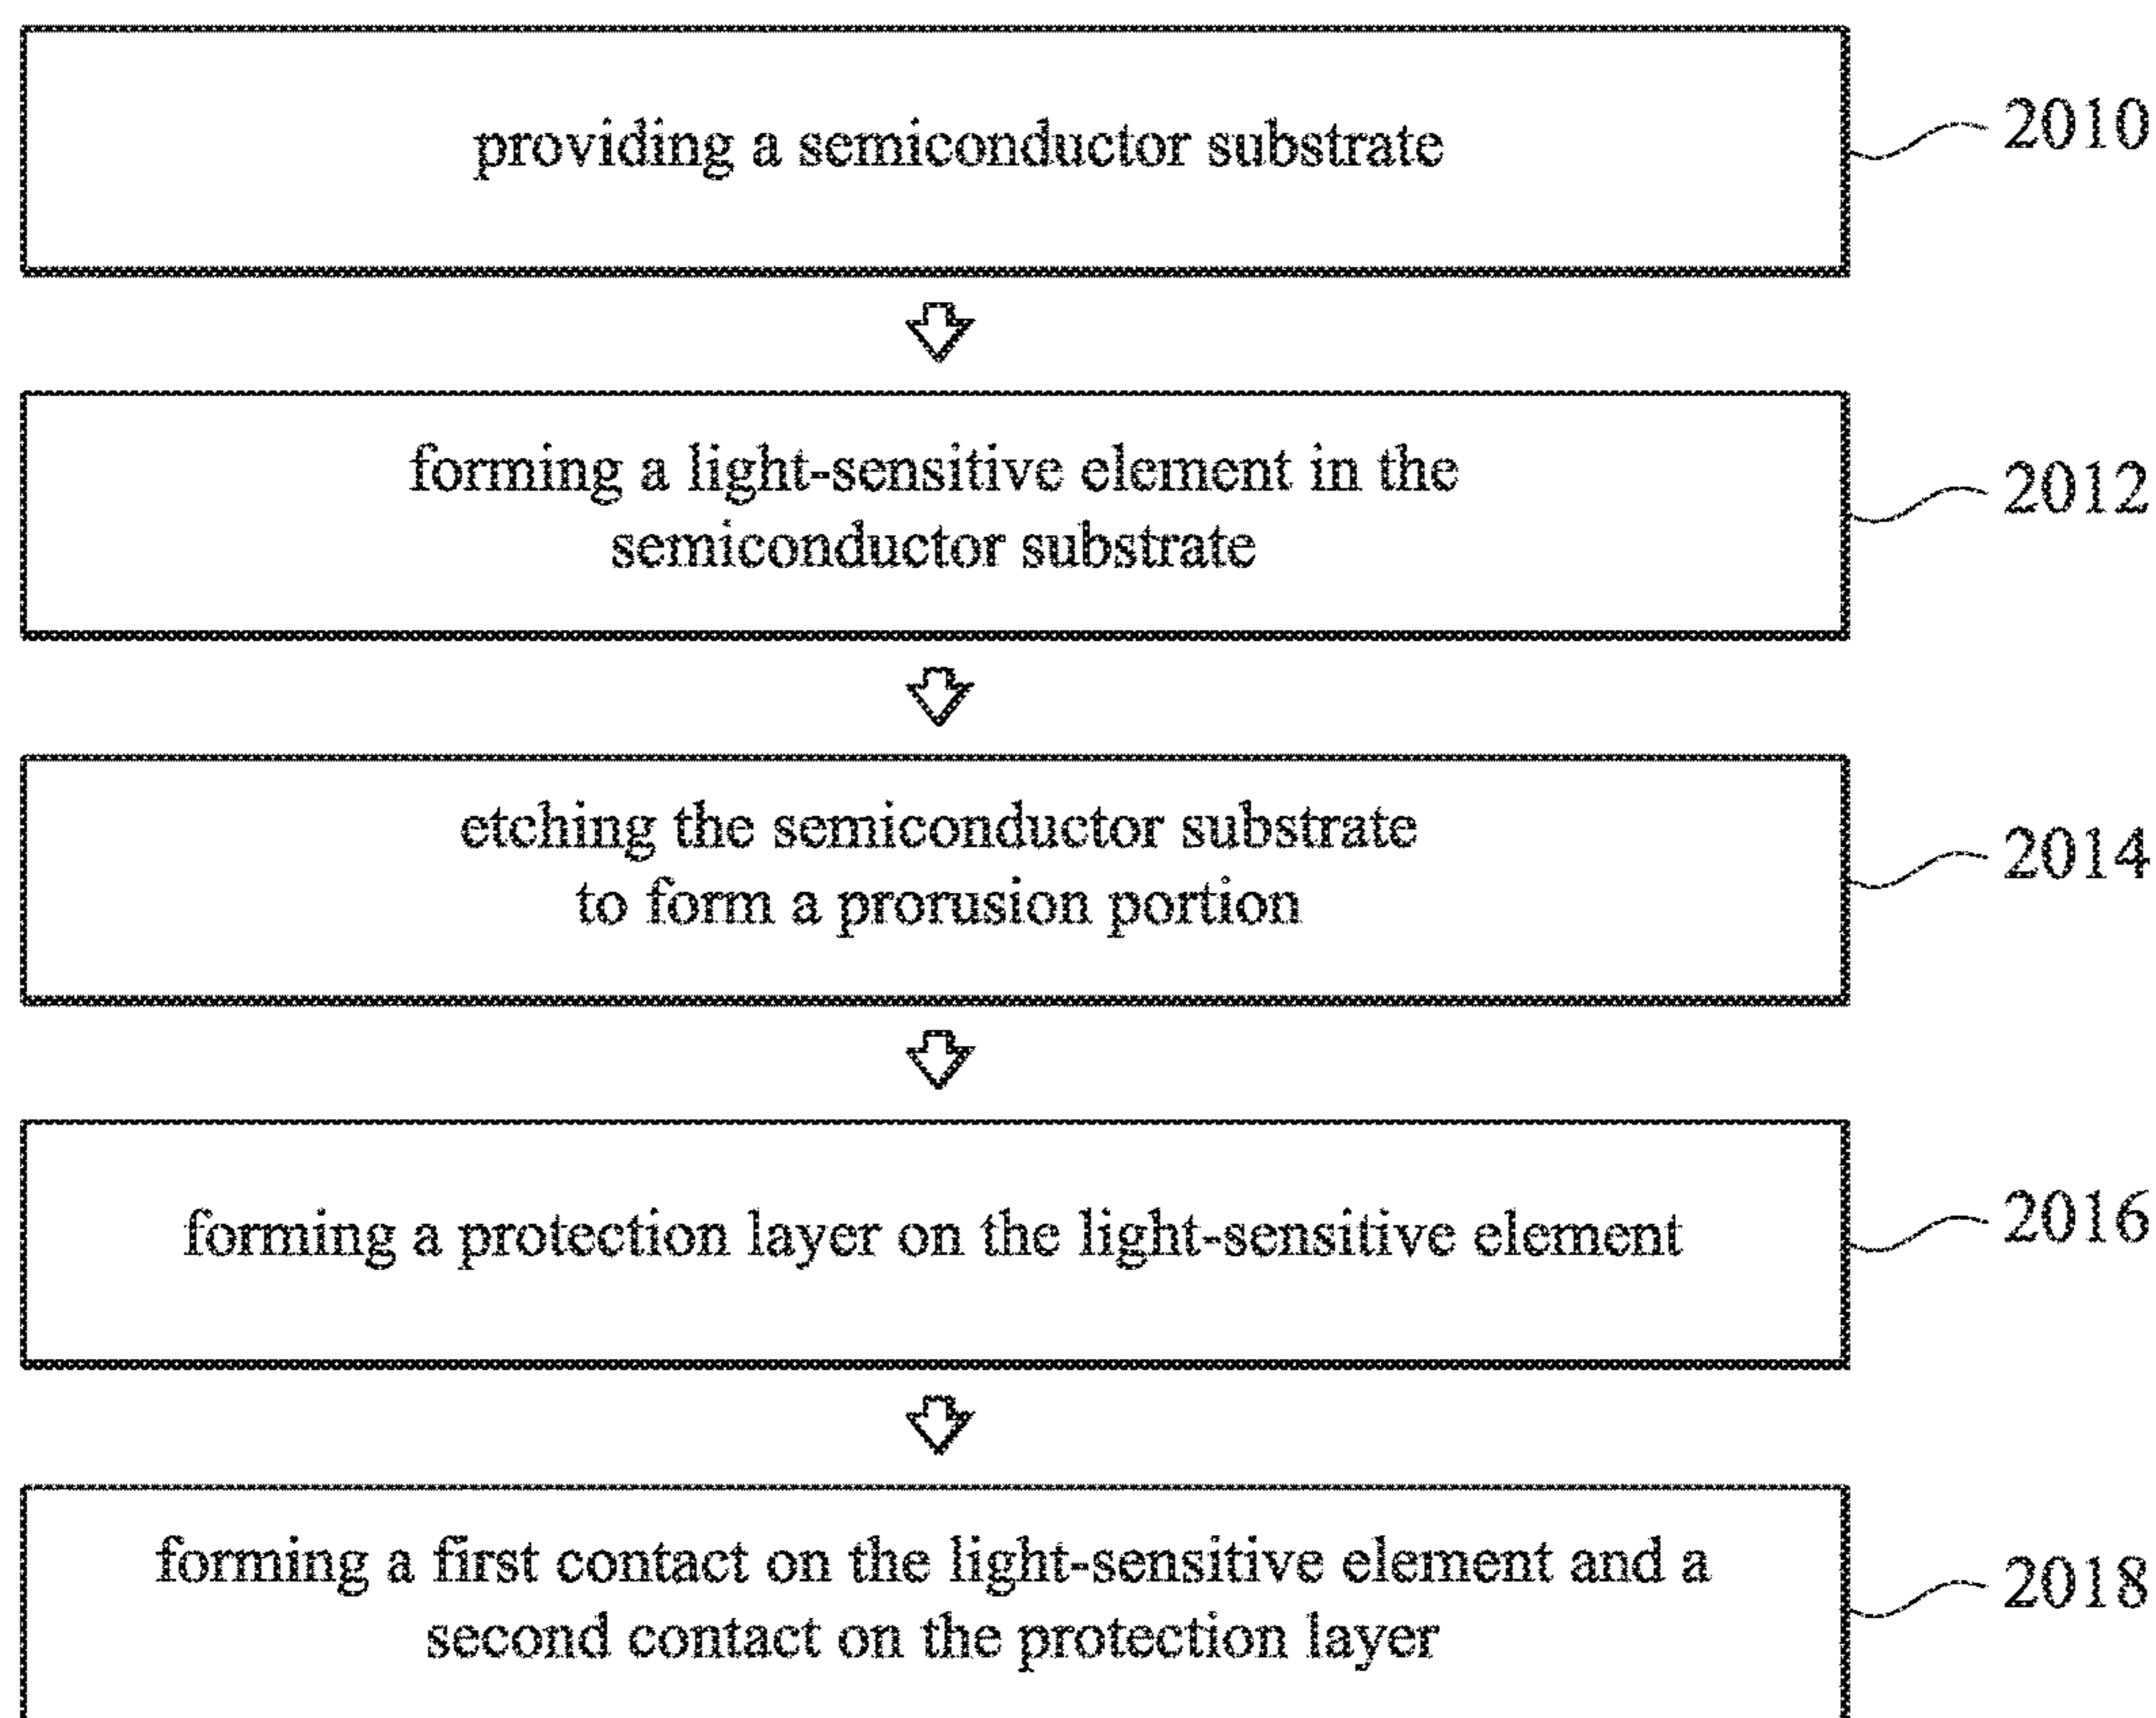 providing a semiconductor substrate
2010
forming a light-sensitive element in the
semiconductor substrate
2012
etching the semiconductor substrate
to form a prorusion portion
2014
forming a protection layer on the light-sensitive element
2016
forming a first contact on the light-sensitive element and a
second contact on the protection layer
2018